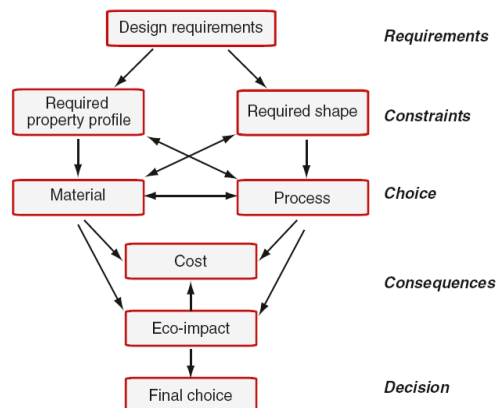 Design requirements
Requirements
Required
property profile
Required shape
Constraints
Material
Process
Choice
Cost
Consequences
Eco-impact
Final choice
Decision